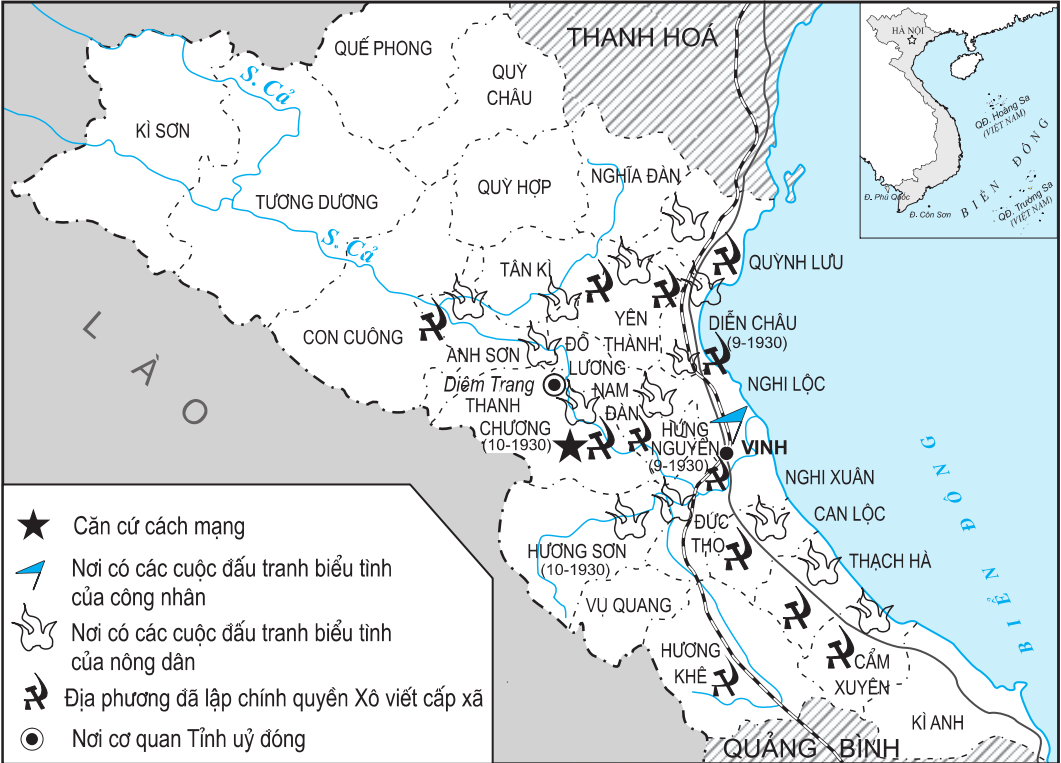 QUẾ PHONG
THANH HOÁ
QUỲ
CHÂU
S. Cả
KÌ SƠN
NGHĨA ĐÀN
QUỲ HỢP
TƯƠNG DƯƠNG
S. Cả
TÂN KÌ
QUỲNH LƯU
CON CUÔNG
YÊN
THÀNH
DIỄN CHÂU
(9-1930)
ANH SƠN
ĐÔ
LƯƠNG
Diêm Trang
NGHI LỘC
NAM
ĐÀN
THANH
CHƯƠNG
(10-1930)
HƯNG
NGUYÊN
(9-1930)
VINH
NGHI XUÂN
CAN LỘC
ĐỨC
THỌ
THẠCH HÀ
HƯƠNG SƠN
(10-1930)
VỤ QUANG
HƯƠNG
KHÊ
CẨM
XUYÊN
KÌ ANH
QUẢNG BÌNH
LÀO
BIỂN ĐÔNG
HÀ NỘI
QĐ. Hoàng Sa
(VIỆT NAM)
BIỂN ĐÔNG
Đ. Phú Quốc
Đ. Côn Sơn
QĐ. Trường Sa
(VIỆT NAM)
Căn cứ cách mạng
Nơi có các cuộc đấu tranh biểu tình
của công nhân
Nơi có các cuộc đấu tranh biểu tình
của nông dân
Địa phương đã lập chính quyền Xô viết cấp xã
Nơi cơ quan Tỉnh uỷ đóng